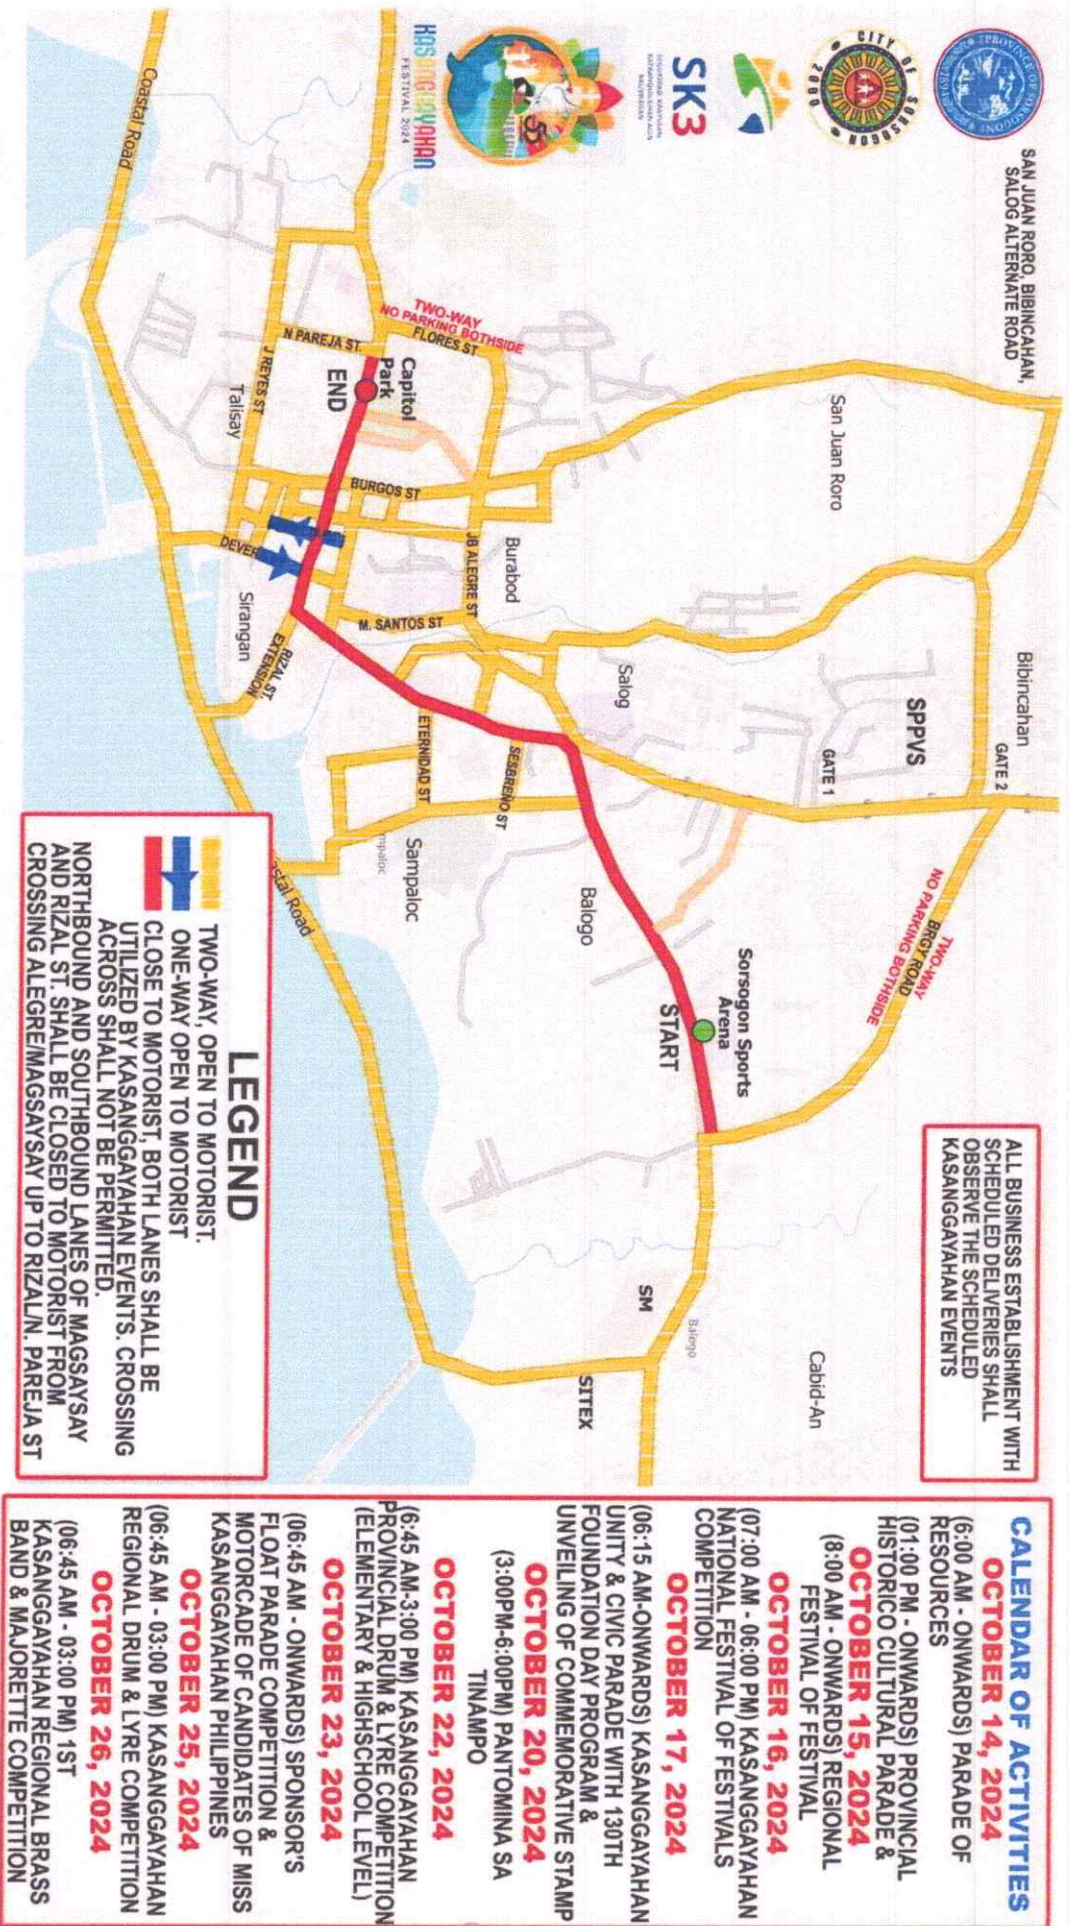 SAN JUAN RORO, BIBINCAHAN,
SALOG ALTERNATE ROAD
PROVINCE OF SORSOGON
CITY OF SORSOGON
2000
SK3
KASANGGAYAHAN
FESTIVAL 2024
Coastal Road
TWO-WAY
NO PARKING BOTHSIDE
FLORES ST
N PAREJA ST.
J REYES ST
Talisay
Capitol
Park
END
BURGOS ST
JB ALEGRE ST
Burabod
DEVER
Sirangan
M. SANTOS ST
RIZAL ST.
EXTENSION
San Juan Roro
Salog
Bibincahan
SPPVS
GATE 2
GATE 1
ETERNIDAD ST
SESBREÑO ST
Sampaloc
mpaloc
astal Road
Balogo
TWO-WAY
BRGY ROAD
NO PARKING BOTHSIDE
Sorsogon Sports
Arena
START
SM
Balogo
SITEX
Cabid-An
ALL BUSINESS ESTABLISHMENT WITH
SCHEDULED DELIVERIES SHALL
OBSERVE THE SCHEDULED
KASANGGAYAHAN EVENTS
LEGEND
TWO-WAY, OPEN TO MOTORIST.
ONE-WAY OPEN TO MOTORIST
CLOSE TO MOTORIST, BOTH LANES SHALL BE
UTILIZED BY KASANGGAYAHAN EVENTS. CROSSING
ACROSS SHALL NOT BE PERMITTED.
NORTHBOUND AND SOUTHBOUND LANES OF MAGSAYSAY
AND RIZAL ST. SHALL BE CLOSED TO MOTORIST FROM
CROSSING ALEGRE/MAGSAYSAY UP TO RIZAL/N. PAREJA ST
CALENDAR OF ACTIVITIES
OCTOBER 14, 2024
(6:00 AM - ONWARDS) PARADE OF
RESOURCES
(01:00 PM - ONWARDS) PROVINCIAL
HISTORICO CULTURAL PARADE &
OCTOBER 15, 2024
(8:00 AM - ONWARDS) REGIONAL
FESTIVAL OF FESTIVAL
OCTOBER 16, 2024
(07:00 AM - 06:00 PM) KASANGGAYAHAN
NATIONAL FESTIVAL OF FESTIVALS
COMPETITION
OCTOBER 17, 2024
(06:15 AM-ONWARDS) KASANGGAYAHAN
UNITY & CIVIC PARADE WITH 130TH
FOUNDATION DAY PROGRAM &
UNVEILING OF COMMEMORATIVE STAMP
OCTOBER 20, 2024
(3:00PM-6:00PM) PANTOMINA SA
TINAMPO
OCTOBER 22, 2024
(6:45 AM-3:00 PM) KASANGGAYAHAN
PROVINCIAL DRUM & LYRE COMPETITION
(ELEMENTARY & HIGHSCHOOL LEVEL)
OCTOBER 23, 2024
(06:45 AM - ONWARDS) SPONSOR'S
FLOAT PARADE COMPETITION &
MOTORCADE OF CANDIDATES OF MISS
KASANGGAYAHAN PHILIPPINES
OCTOBER 25, 2024
(06:45 AM - 03:00 PM) KASANGGAYAHAN
REGIONAL DRUM & LYRE COMPETITION
OCTOBER 26, 2024
(06:45 AM - 03:00 PM) 1ST
KASANGGAYAHAN REGIONAL BRASS
BAND & MAJORETTE COMPETITION